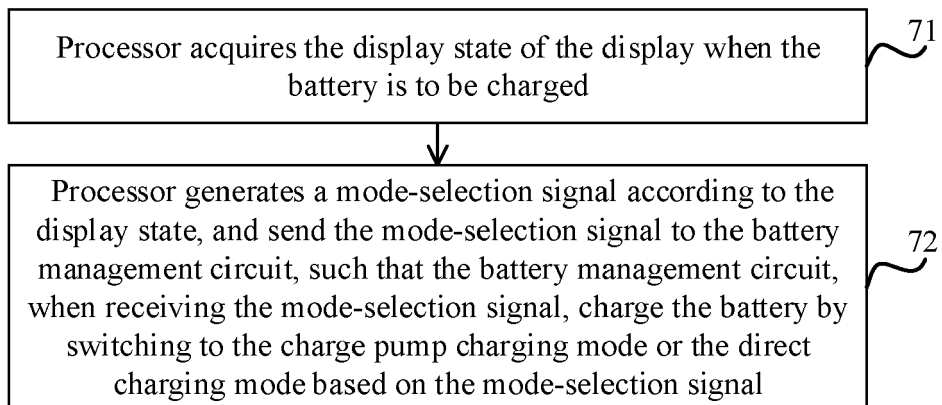 Processor acquires the display state of the display when the
battery is to be charged
71
Processor generates a mode-selection signal according to the
display state, and send the mode-selection signal to the battery
management circuit, such that the battery management circuit,
when receiving the mode-selection signal, charge the battery by
switching to the charge pump charging mode or the direct
charging mode based on the mode-selection signal
72